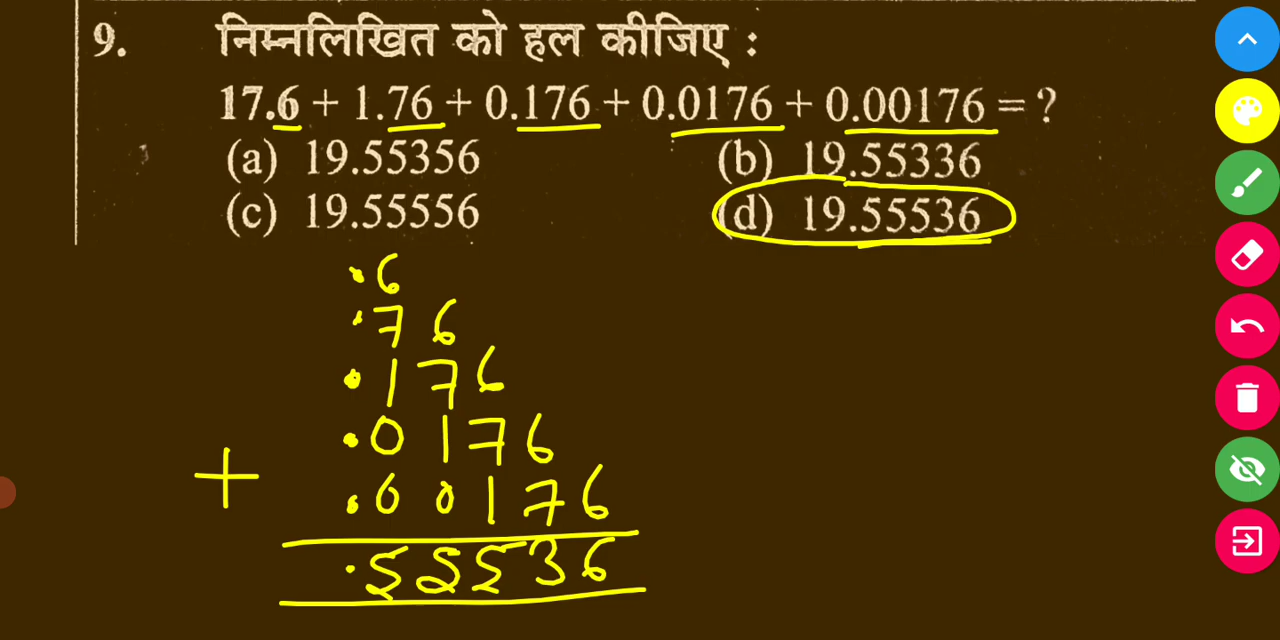 9. निम्नलिखित को हल कीजिए :
17.6 + 1.76 + 0.176 + 0.0176 + 0.00176 = ?
(a) 19.55356 (b) 19.55336
(c) 19.55556 (d) 19.55536
.6
.76
.176
.0176
+ .00176
.55536